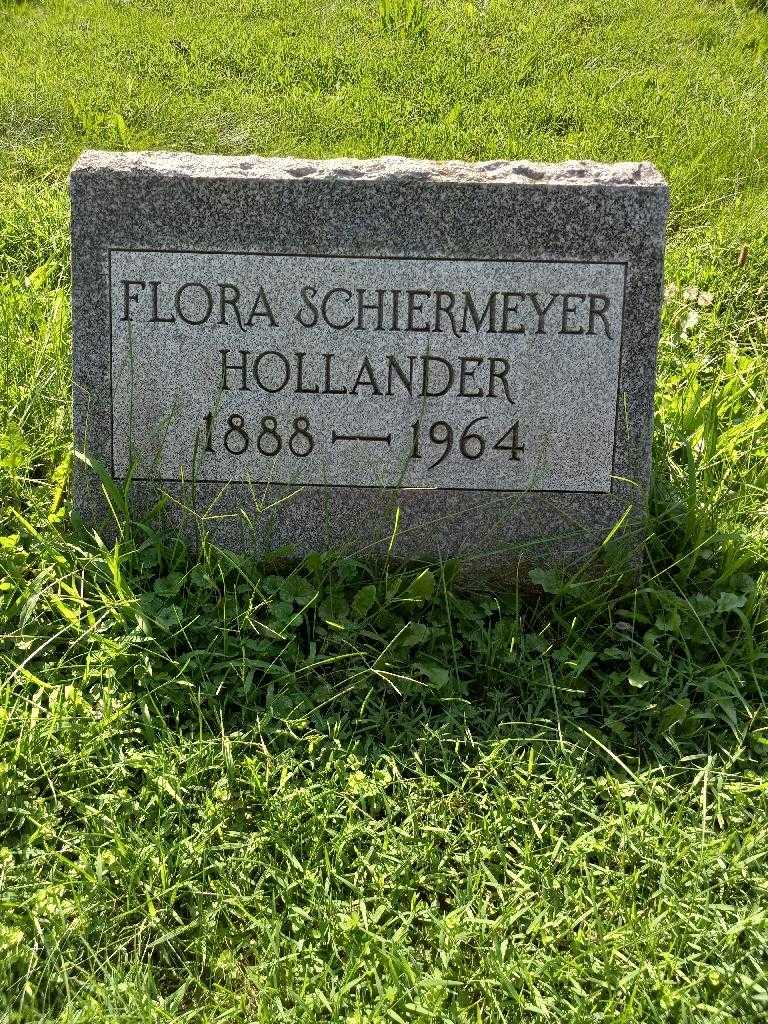 FLORA SCHIERMEYER
HOLLANDER
1888 — 1964